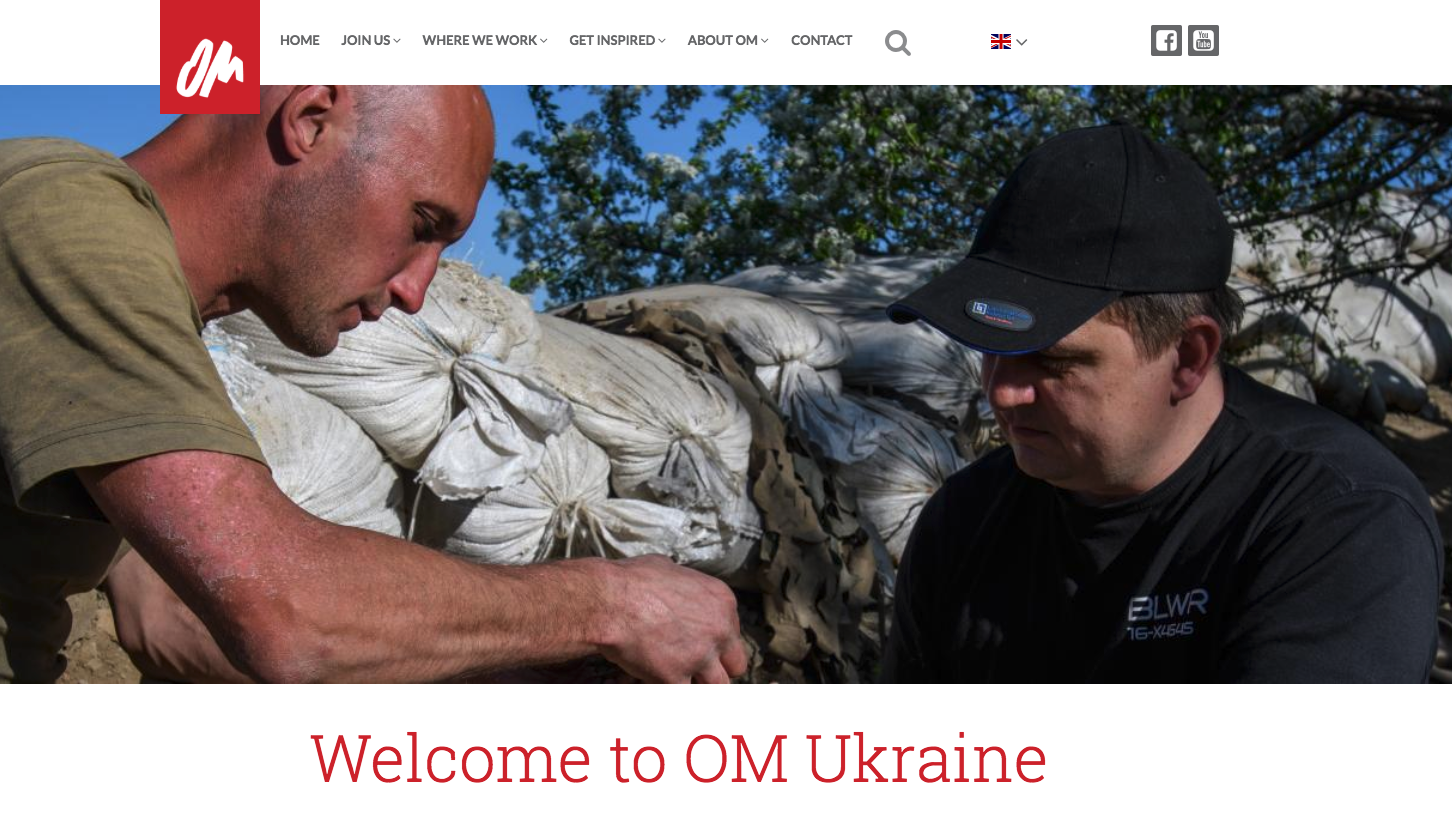 OM
HOME JOIN US WHERE WE WORK GET INSPIRED ABOUT OM CONTACT
You
Tube
BLWR
16-X4545
Welcome to OM Ukraine